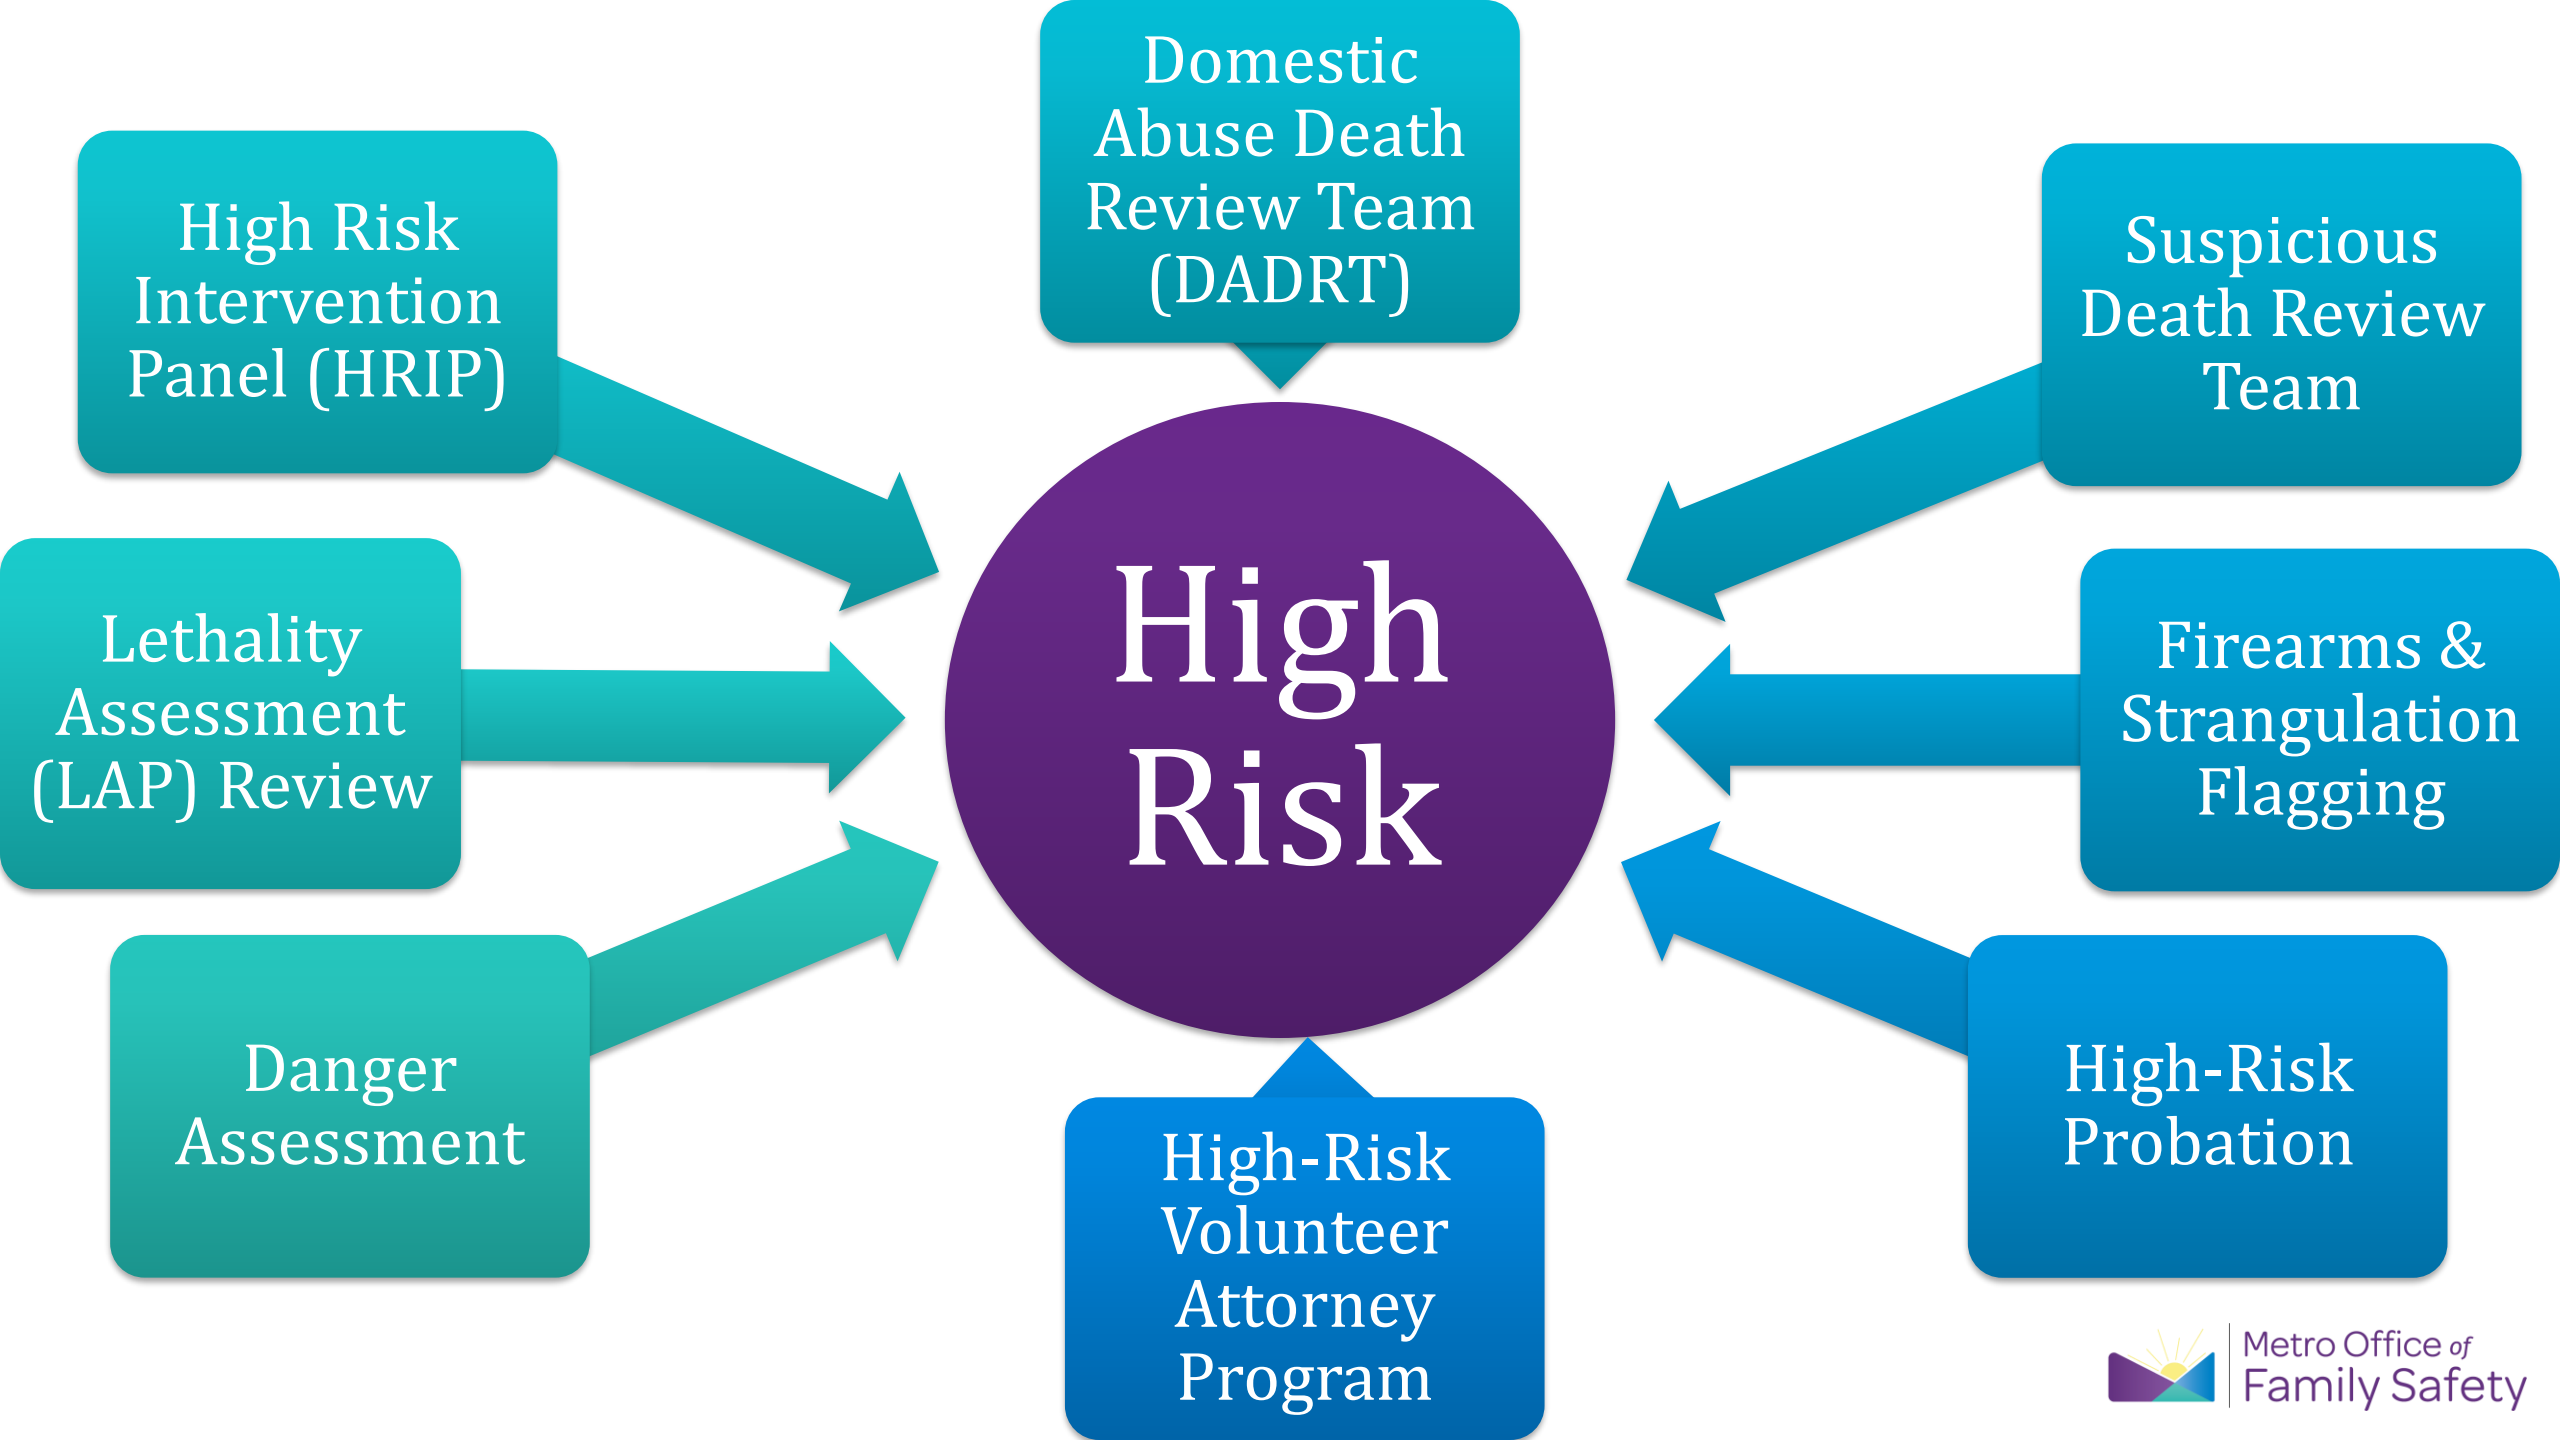 Domestic
Abuse Death
Review Team
(DADRT)
High Risk
Intervention
Panel (HRIP)
Suspicious
Death Review
Team
Lethality
Assessment
(LAP) Review
High
Risk
Firearms &
Strangulation
Flagging
Danger
Assessment
High-Risk
Probation
High-Risk
Volunteer
Attorney
Program
Metro Office of
Family Safety